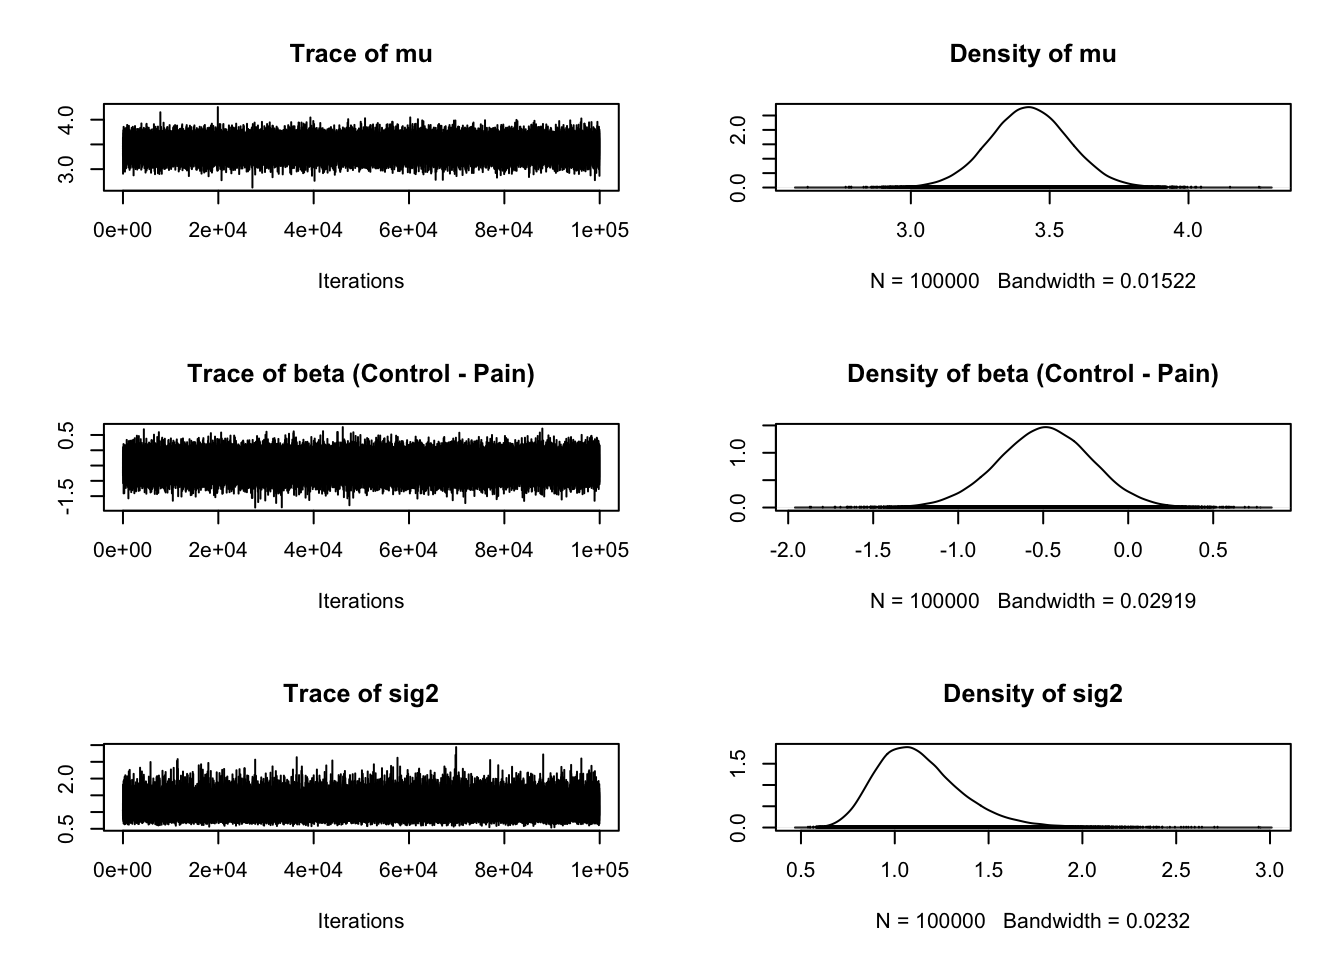 Trace of mu
4.0
3.0
0e+00 2e+04 4e+04 6e+04 8e+04 1e+05
Iterations
Density of mu
2.0
0.0
3.0 3.5 4.0
N = 100000 Bandwidth = 0.01522
Trace of beta (Control - Pain)
0.5
-1.5
0e+00 2e+04 4e+04 6e+04 8e+04 1e+05
Iterations
Density of beta (Control - Pain)
1.0
0.0
-2.0 -1.5 -1.0 -0.5 0.0 0.5
N = 100000 Bandwidth = 0.02919
Trace of sig2
2.0
0.5
0e+00 2e+04 4e+04 6e+04 8e+04 1e+05
Iterations
Density of sig2
1.5
0.0
0.5 1.0 1.5 2.0 2.5 3.0
N = 100000 Bandwidth = 0.0232